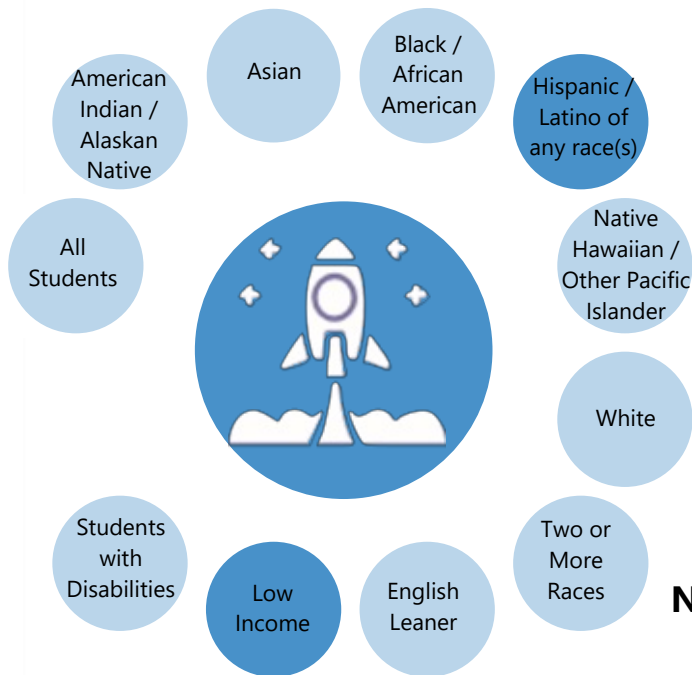 Asian
Black /
African
American
American
Indian /
Alaskan
Native
Hispanic /
Latino of
any race(s)
All
Students
Native
Hawaiian /
Other Pacific
Islander
White
Students
with
Disabilities
Low
Income
English
Leaner
Two or
More
Races
N